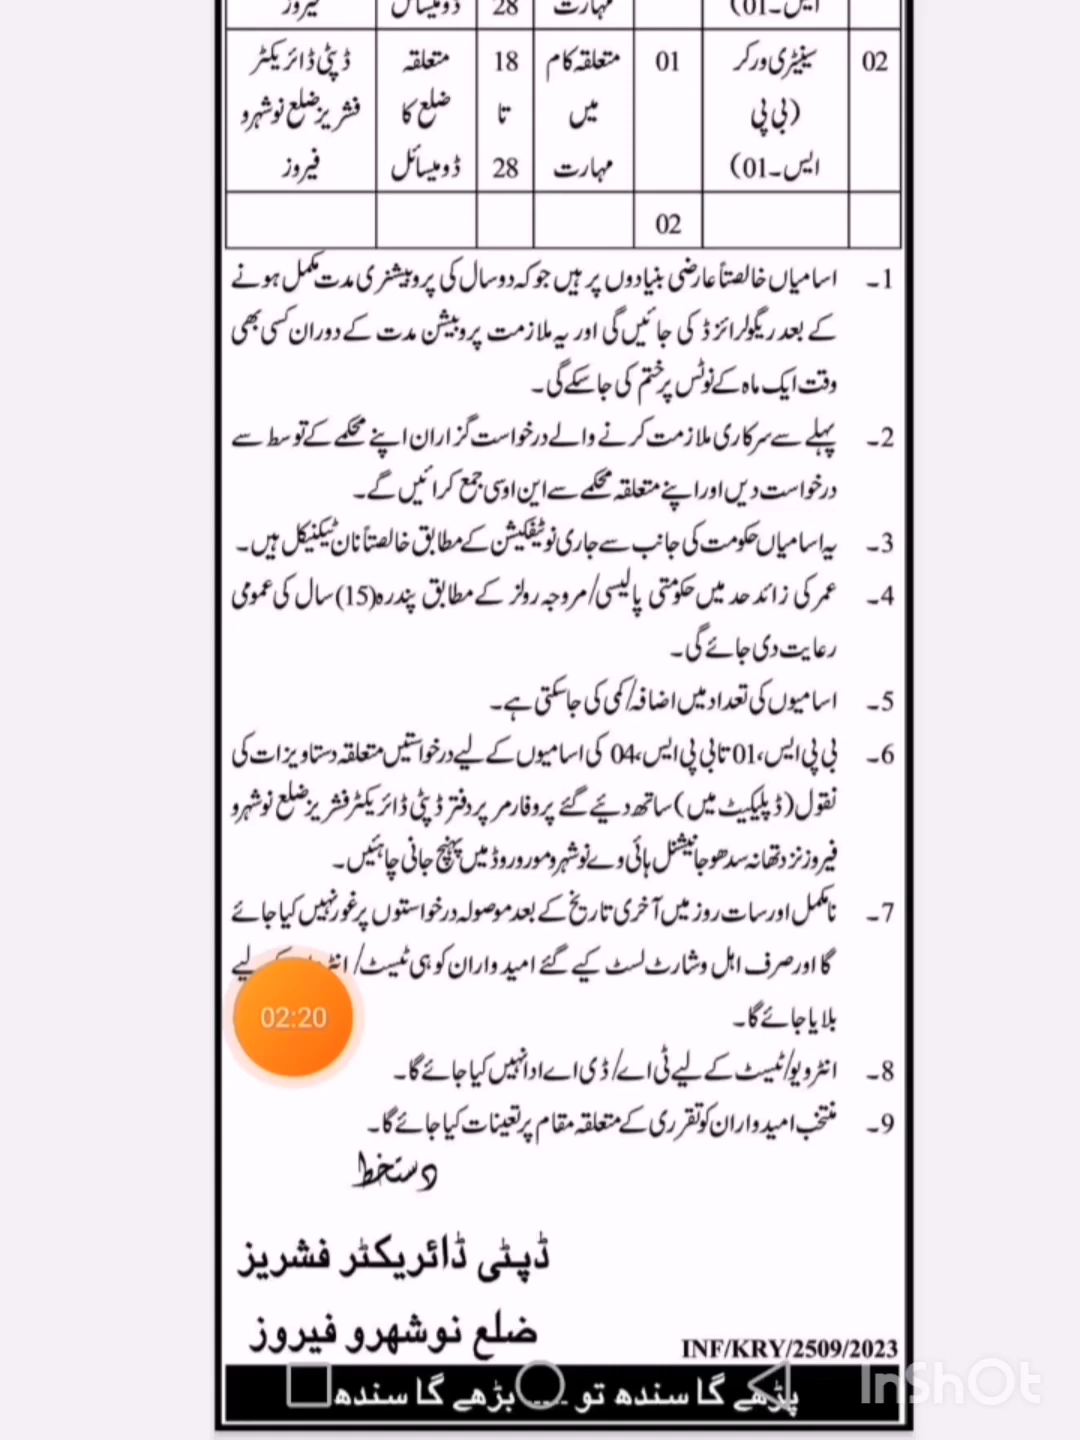 ایس۔01) مہارت 28 ڈومیسائل فیروز
02 سینیٹری ورکر 01 متعلقہ کام 18 متعلقہ ڈپٹی ڈائریکٹر
(بی پی میں تا ضلع کا فشریز ضلع نوشہرو
ایس۔01) مہارت 28 ڈومیسائل فیروز
02
1۔ اسامیاں خالصتاً عارضی بنیادوں پر ہیں جو کہ دو سال کی پروبیشنری مدت مکمل ہونے
کے بعد ریگولرائزڈ کی جائیں گی اور یہ ملازمت پروبیشن مدت کے دوران کسی بھی
وقت ایک ماہ کے نوٹس پر ختم کی جا سکے گی۔
2۔ پہلے سے سرکاری ملازمت کرنے والے درخواست گزاران اپنے محکمے کے توسط سے
درخواست دیں اور اپنے متعلقہ محکمے سے این او سی جمع کرائیں گے۔
3۔ یہ اسامیاں حکومت کی جانب سے جاری نوٹیفکیشن کے مطابق خالصتاً نان ٹیکنیکل ہیں۔
4۔ عمر کی زائد حد میں حکومتی پالیسی/مروجہ رولز کے مطابق پندرہ(15) سال کی عمومی
رعایت دی جائے گی۔
5۔ اسامیوں کی تعداد میں اضافہ/کمی کی جا سکتی ہے۔
6۔ بی پی ایس،01 تا بی پی ایس،04 کی اسامیوں کے لیے درخواستیں متعلقہ دستاویزات کی
نقول (ڈپلیکیٹ میں) ساتھ دیئے گئے پروفارمر پر دفتر ڈپٹی ڈائریکٹر فشریز ضلع نوشہرو
فیروز نزد تھانہ سدھوجا نیشنل ہائی وے نوشہرو مورو روڈ میں پہنچ جانی چاہئیں۔
7۔ نامکمل اور سات روز میں آخری تاریخ کے بعد موصولہ درخواستوں پر غور نہیں کیا جائے
گا اور صرف اہل و شارٹ لسٹ کیے گئے امیدواران کو ہی ٹیسٹ/ لیے
02:20
بلایا جائے گا۔
8۔ انٹرویو/ٹیسٹ کے لیے ٹی اے/ڈی اے ادا نہیں کیا جائے گا۔
9۔ منتخب امیدواران کو تقرری کے متعلقہ مقام پر تعینات کیا جائے گا۔
دستخط
ڈپٹی ڈائریکٹر فشریز
ضلع نوشہرو فیروز
INF/KRY/2509/2023
پڑھے گا سندھ تو ..... بڑھے گا سندھ
InShOt